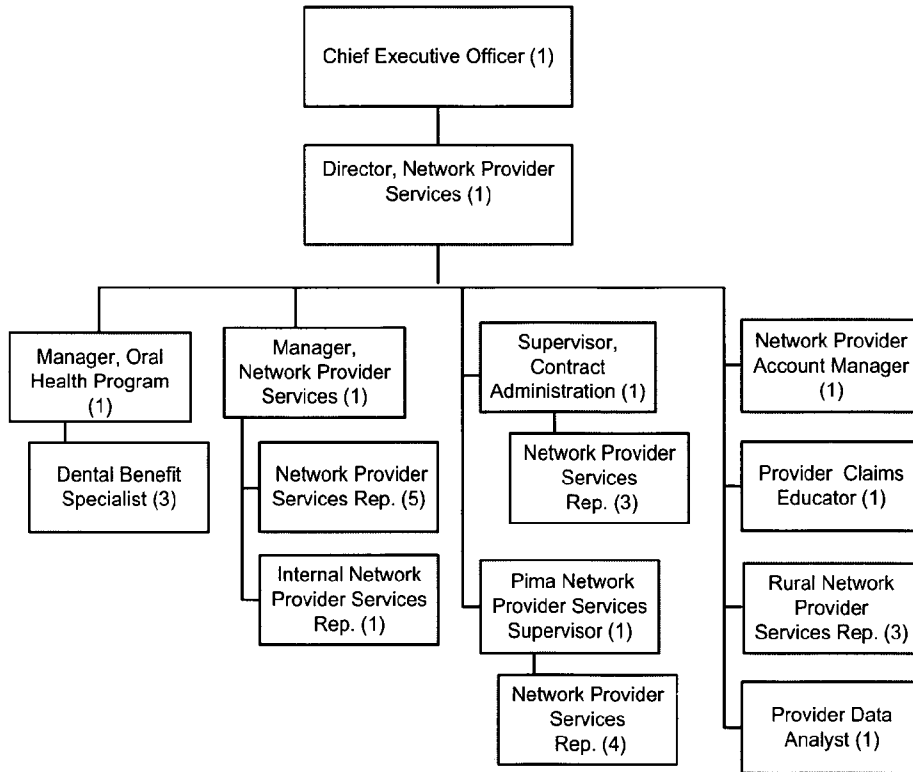 Chief Executive Officer (1)
Director, Network Provider
Services (1)
Manager, Oral
Health Program
(1)
Dental Benefit
Specialist (3)
Manager,
Network Provider
Services (1)
Network Provider
Services Rep. (5)
Internal Network
Provider Services
Rep. (1)
Supervisor,
Contract
Administration (1)
Network Provider
Services
Rep. (3)
Pima Network
Provider Services
Supervisor (1)
Network Provider
Services
Rep. (4)
Network Provider
Account Manager
(1)
Provider Claims
Educator (1)
Rural Network
Provider
Services Rep. (3)
Provider Data
Analyst (1)